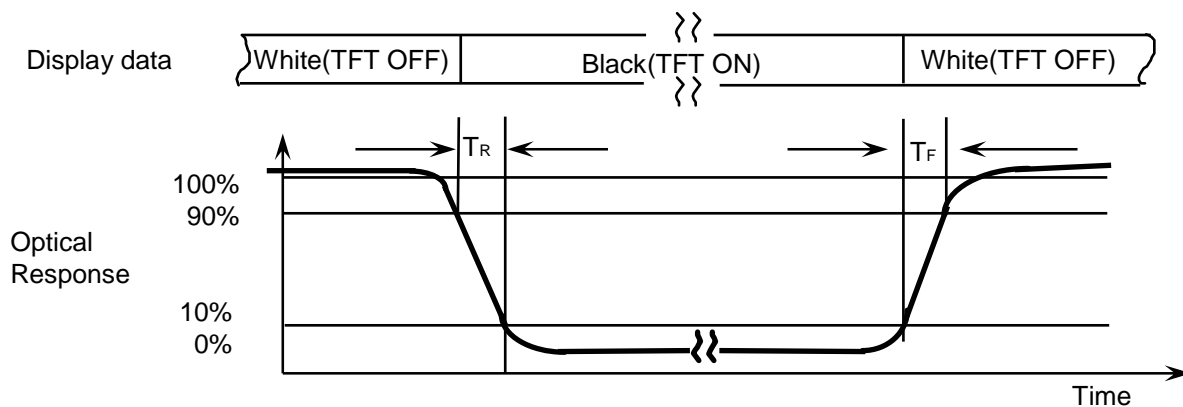 Display data
White(TFT OFF)
Black(TFT ON)
White(TFT OFF)
TR
TF
100%
90%
Optical
Response
10%
0%
Time